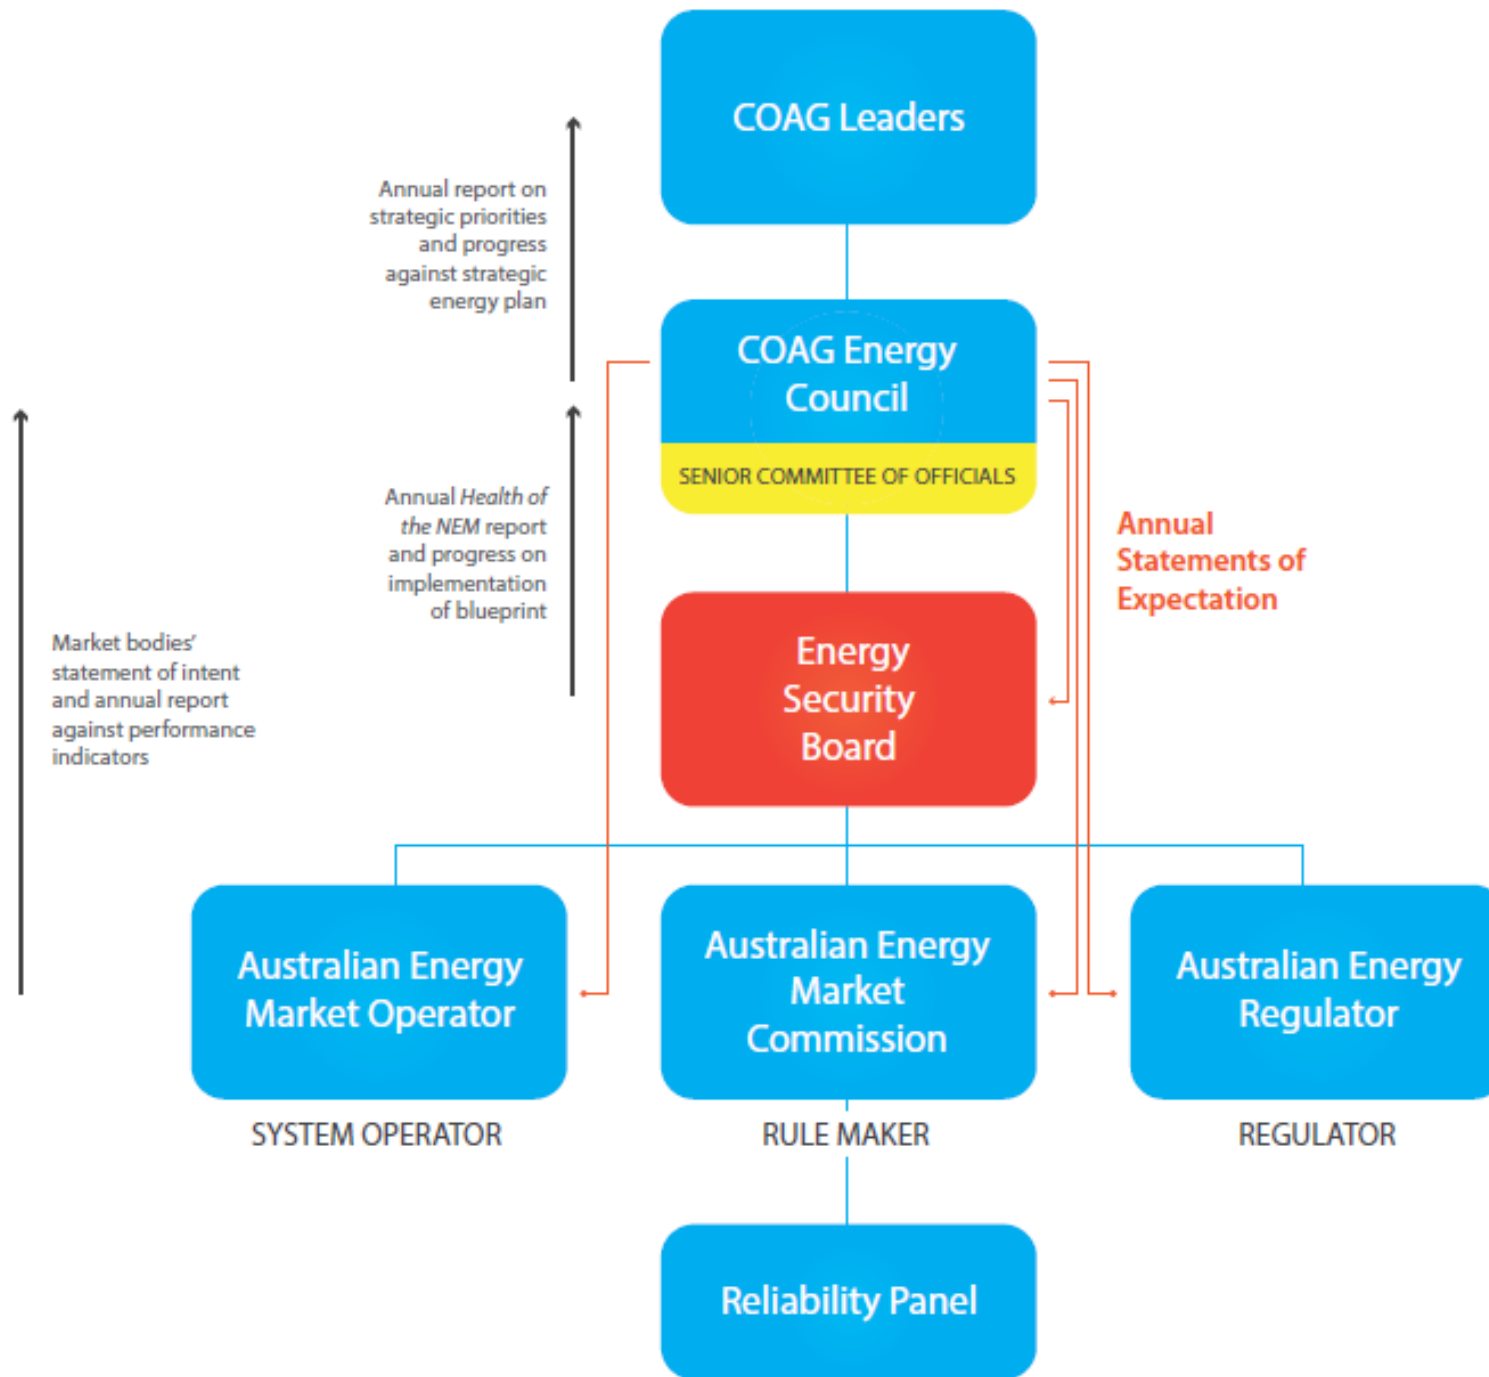 COAG Leaders
Annual report on
strategic priorities
and progress
against strategic
energy plan
COAG Energy
Council
SENIOR COMMITTEE OF OFFICIALS
Annual Health of
the NEM report
and progress on
implementation
of blueprint
Annual
Statements of
Expectation
Energy
Security
Board
Market bodies’
statement of intent
and annual report
against performance
indicators
Australian Energy
Market Operator
SYSTEM OPERATOR
Australian Energy
Market
Commission
RULE MAKER
Australian Energy
Regulator
REGULATOR
Reliability Panel